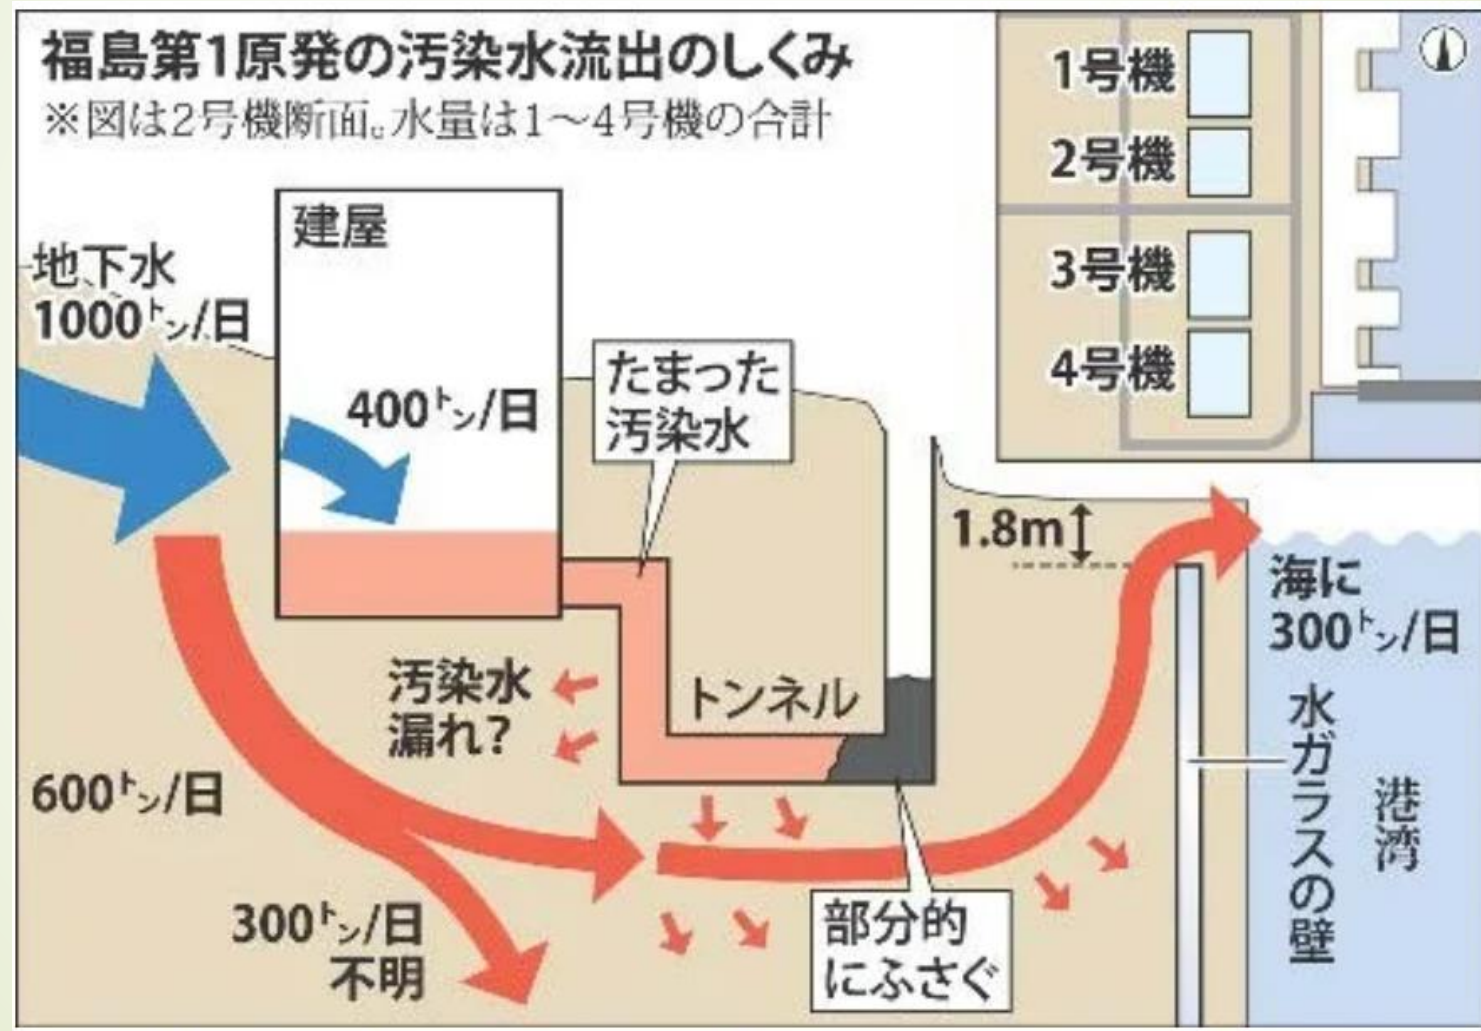 福島第1原発の汚染水流出のしくみ
※図は2号機断面。水量は1〜4号機の合計
1号機
2号機
3号機
4号機
建屋
地下水
1000トン/日
400トン/日
たまった
汚染水
1.8m
海に
300トン/日
汚染水
漏れ?
トンネル
600トン/日
水ガラスの壁
港湾
300トン/日
不明
部分的
にふさぐ